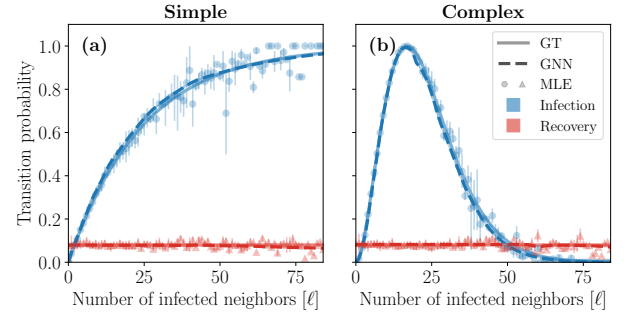 Simple
Complex
(a)
(b)
Transition probability
1.0
0.8
0.6
0.4
0.2
0.0
0
25
50
75
Number of infected neighbors [ℓ]
0
25
50
75
Number of infected neighbors [ℓ]
GT
GNN
MLE
Infection
Recovery